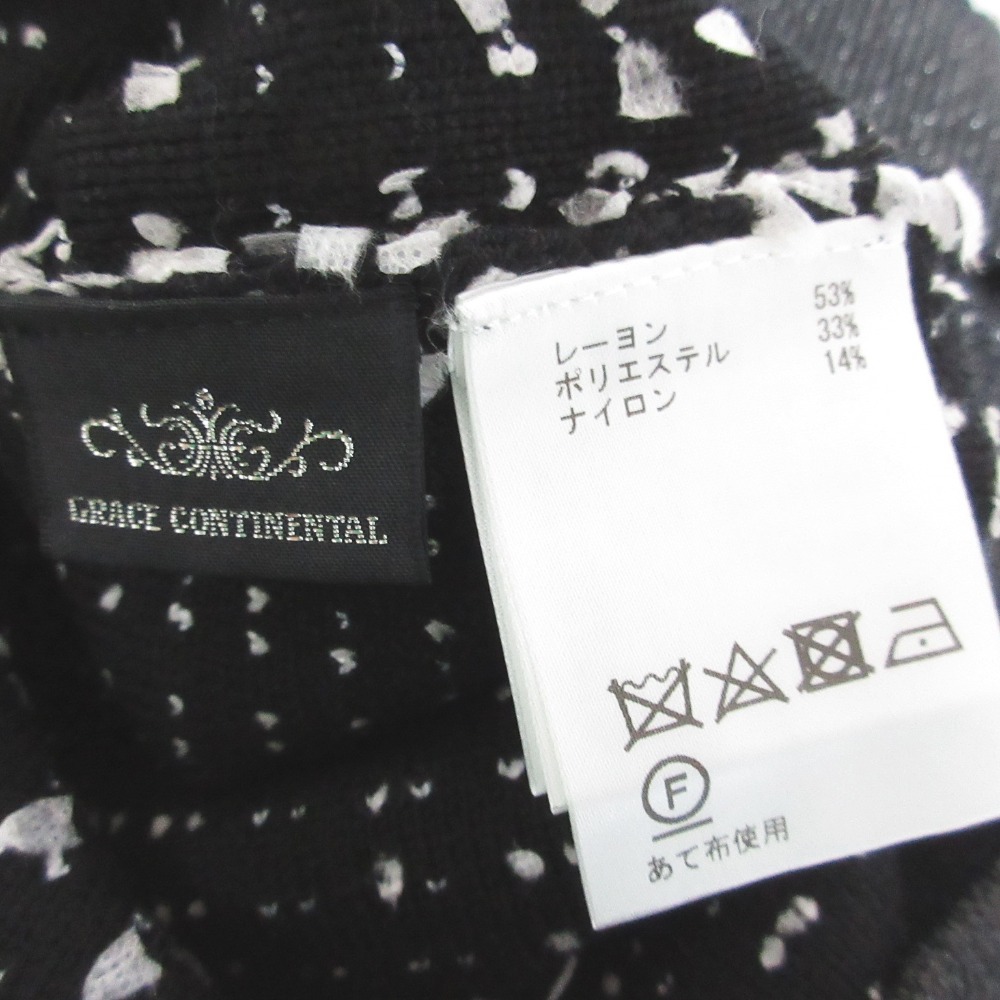 GRACE CONTINENTAL
レーヨン 53%
ポリエステル 33%
ナイロン 14%
F
あて布使用